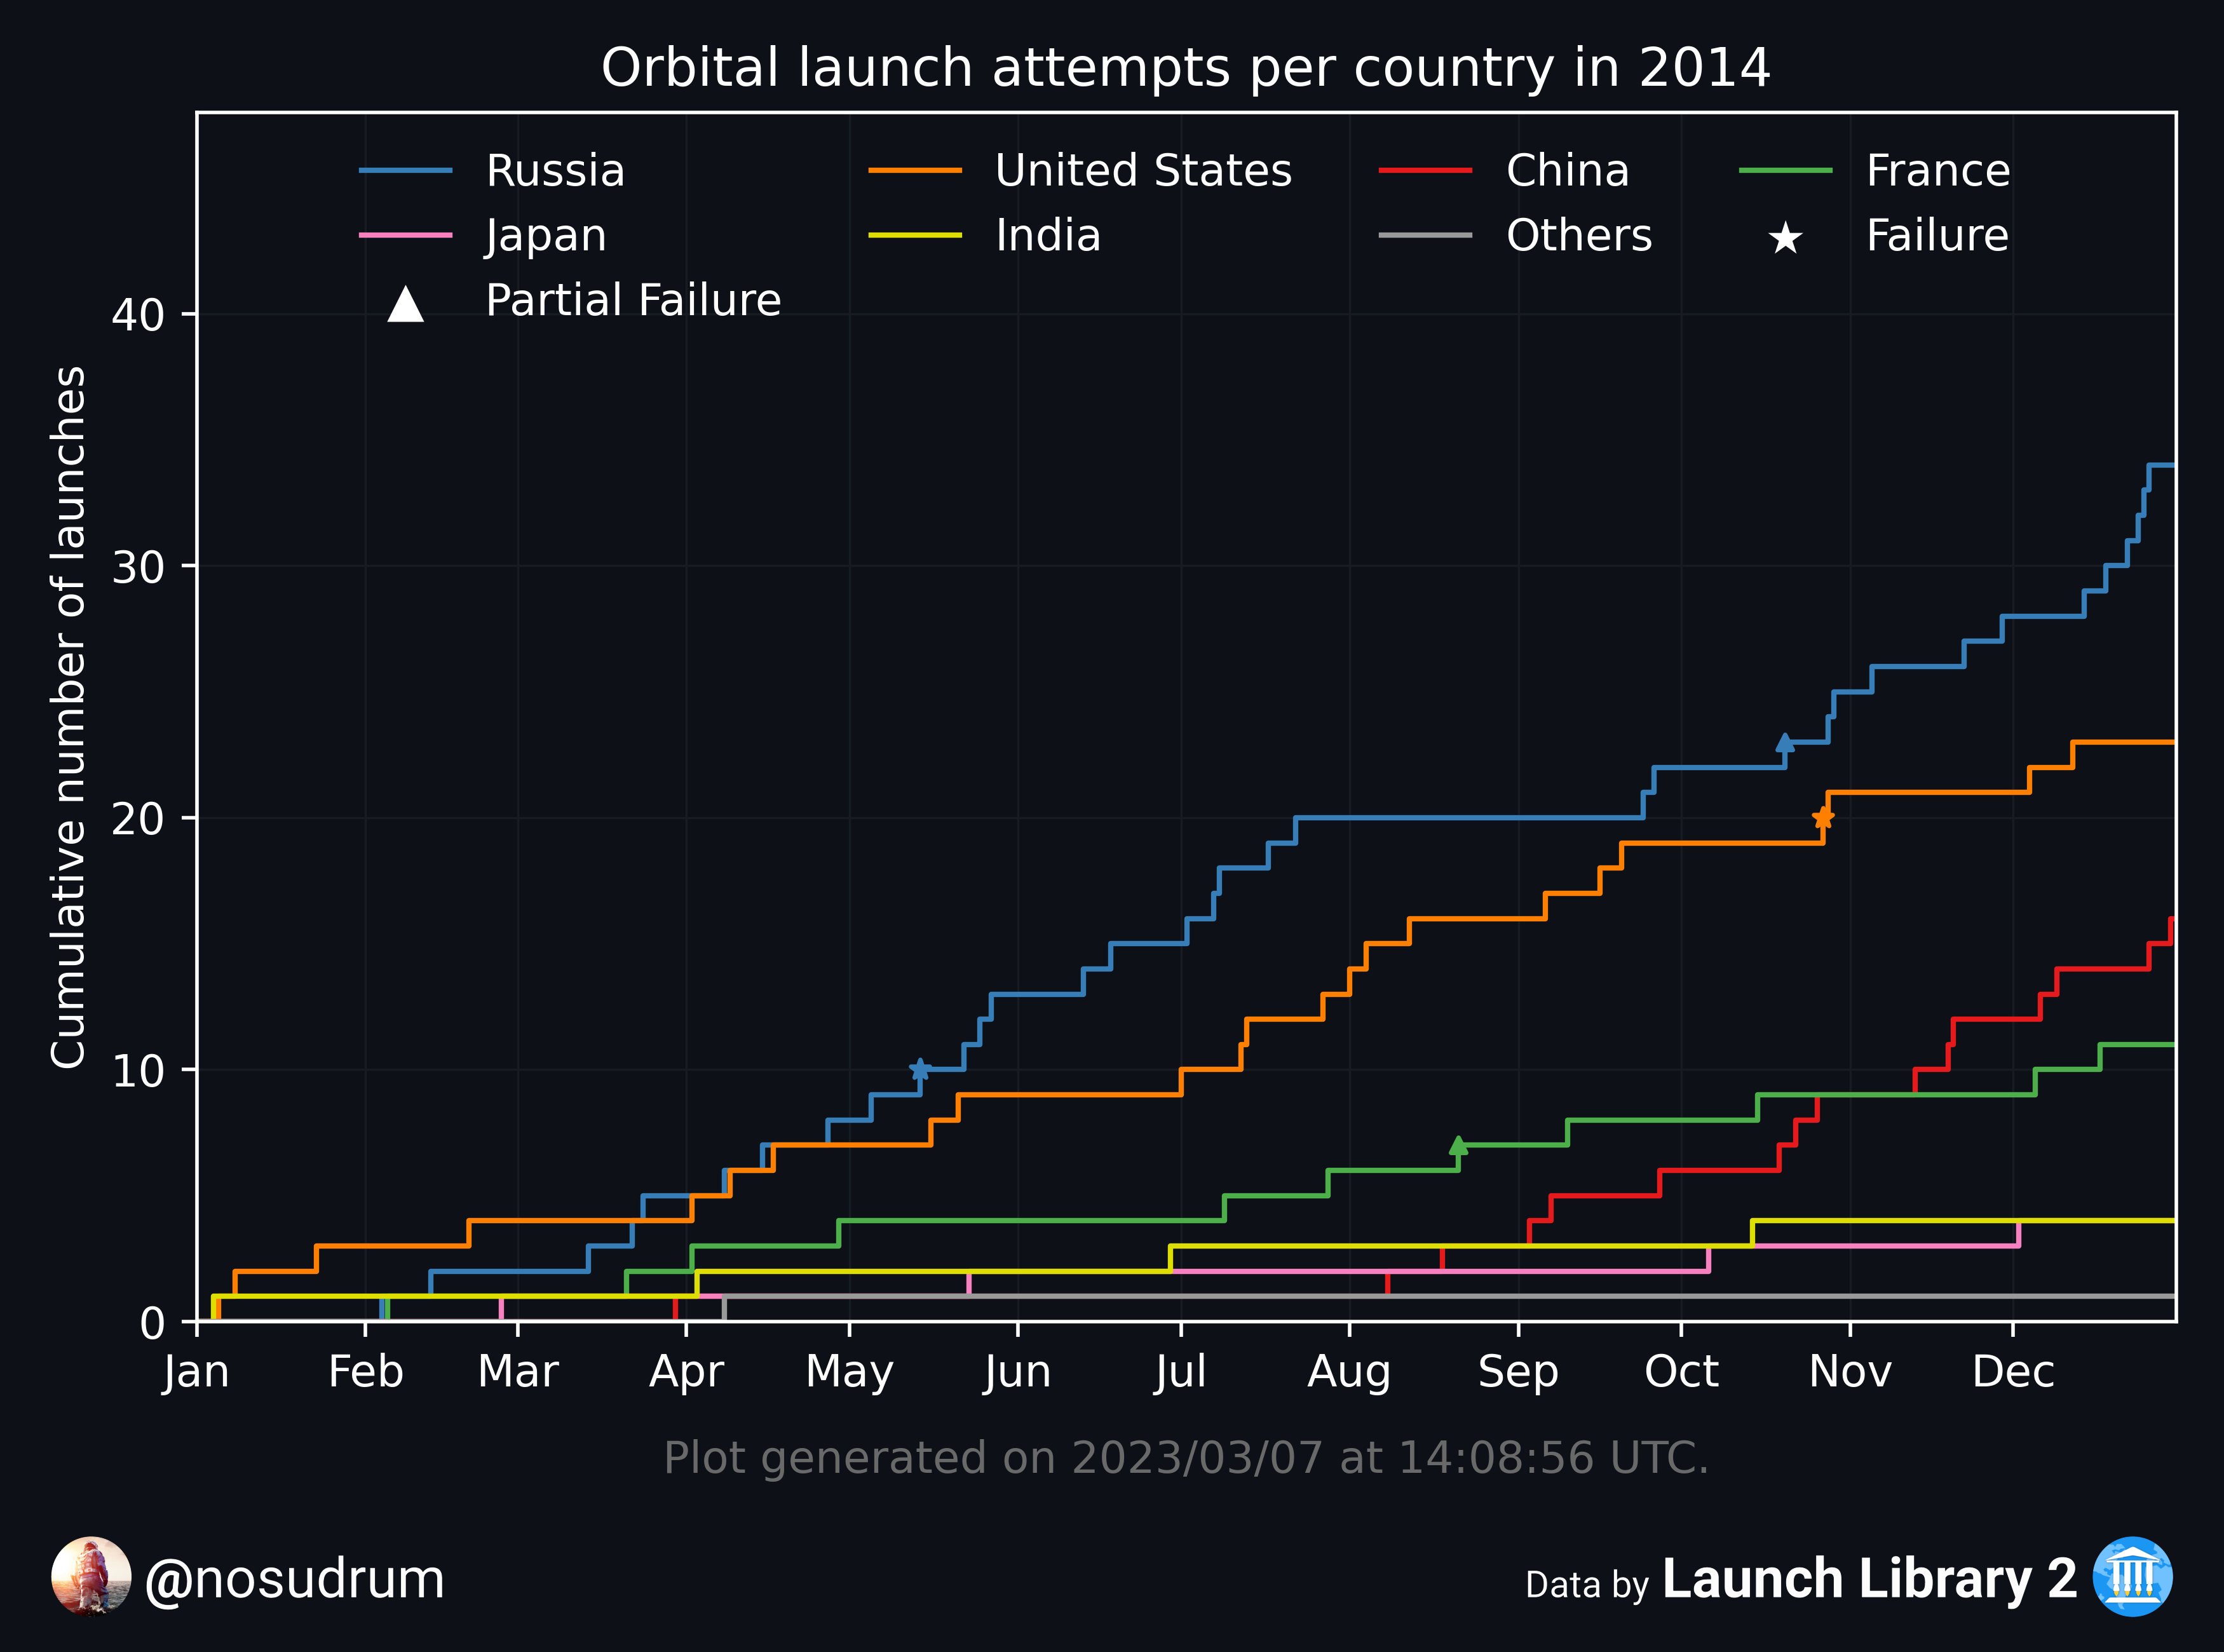 Orbital launch attempts per country in 2014
Russia United States China France
Japan India Others Failure
Partial Failure
Cumulative number of launches
40
30
20
10
0
Jan Feb Mar Apr May Jun Jul Aug Sep Oct Nov Dec
Plot generated on 2023/03/07 at 14:08:56 UTC.
@nosudrum
Data by Launch Library 2